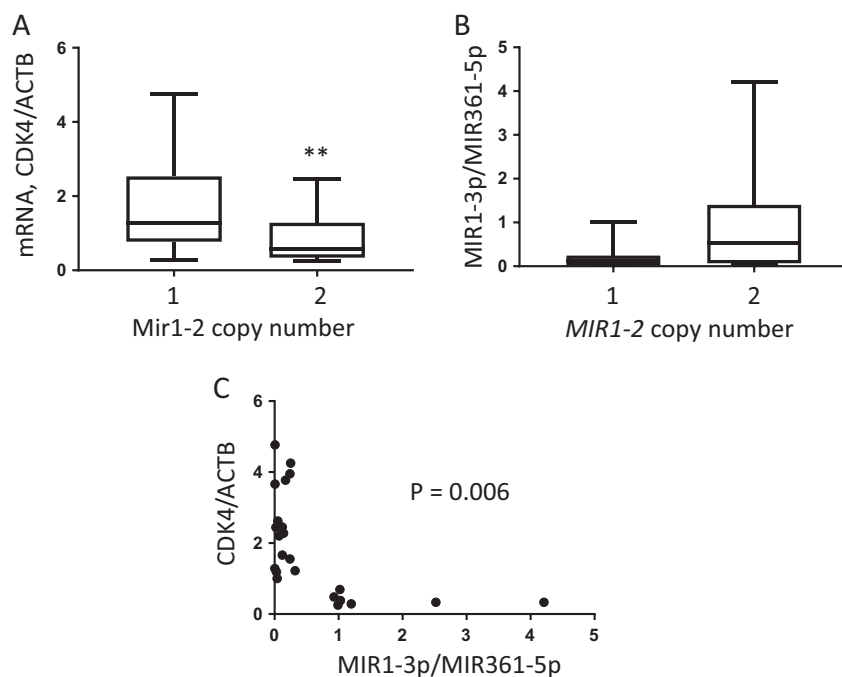 A
mRNA, CDK4/ACTB
6
4
2
0
**
1
2
Mir1-2 copy number
B
MIR1-3p/MIR361-5p
5
4
3
2
1
0
1
2
MIR1-2 copy number
C
CDK4/ACTB
6
4
2
0
P = 0.006
0
1
2
3
4
5
MIR1-3p/MIR361-5p